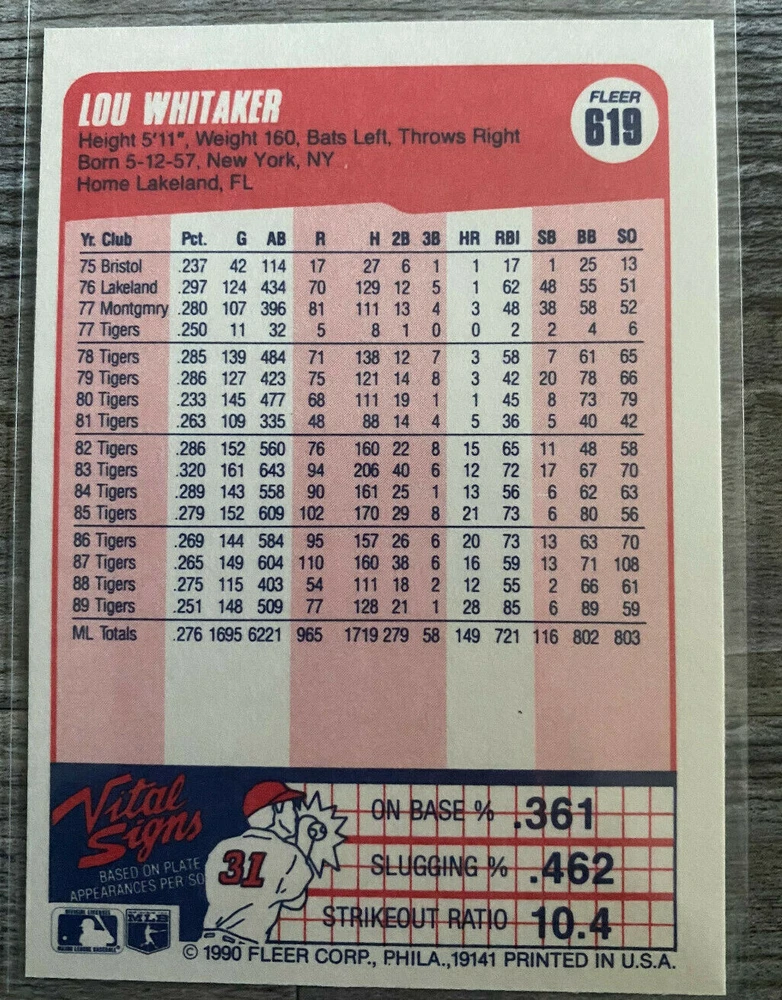 LOU WHITAKER
FLEER
619
Height 5'11", Weight 160, Bats Left, Throws Right
Born 5-12-57, New York, NY
Home Lakeland, FL
Yr. Club Pct. G AB R H 2B 3B HR RBI SB BB SO
75 Bristol .237 42 114 17 27 6 1 1 17 1 25 13
76 Lakeland .297 124 434 70 129 12 5 1 62 48 55 51
77 Montgmry .280 107 396 81 111 13 4 3 48 38 58 52
77 Tigers .250 11 32 5 8 1 0 0 2 2 4 6
78 Tigers .285 139 484 71 138 12 7 3 58 7 61 65
79 Tigers .286 127 423 75 121 14 8 3 42 20 78 66
80 Tigers .233 145 477 68 111 19 1 1 45 8 73 79
81 Tigers .263 109 335 48 88 14 4 5 36 5 40 42
82 Tigers .286 152 560 76 160 22 8 15 65 11 48 58
83 Tigers .320 161 643 94 206 40 6 12 72 17 67 70
84 Tigers .289 143 558 90 161 25 1 13 56 6 62 63
85 Tigers .279 152 609 102 170 29 8 21 73 6 80 56
86 Tigers .269 144 584 95 157 26 6 20 73 13 63 70
87 Tigers .265 149 604 110 160 38 6 16 59 13 71 108
88 Tigers .275 115 403 54 111 18 2 12 55 2 66 61
89 Tigers .251 148 509 77 128 21 1 28 85 6 89 59
ML Totals .276 1695 6221 965 1719 279 58 149 721 116 802 803
Vital
Signs
BASED ON PLATE
APPEARANCES PER SO
31
ON BASE % .361
SLUGGING % .462
STRIKEOUT RATIO 10.4
MAJOR LEAGUE BASEBALL
MLB
© 1990 FLEER CORP., PHILA.,19141 PRINTED IN U.S.A.